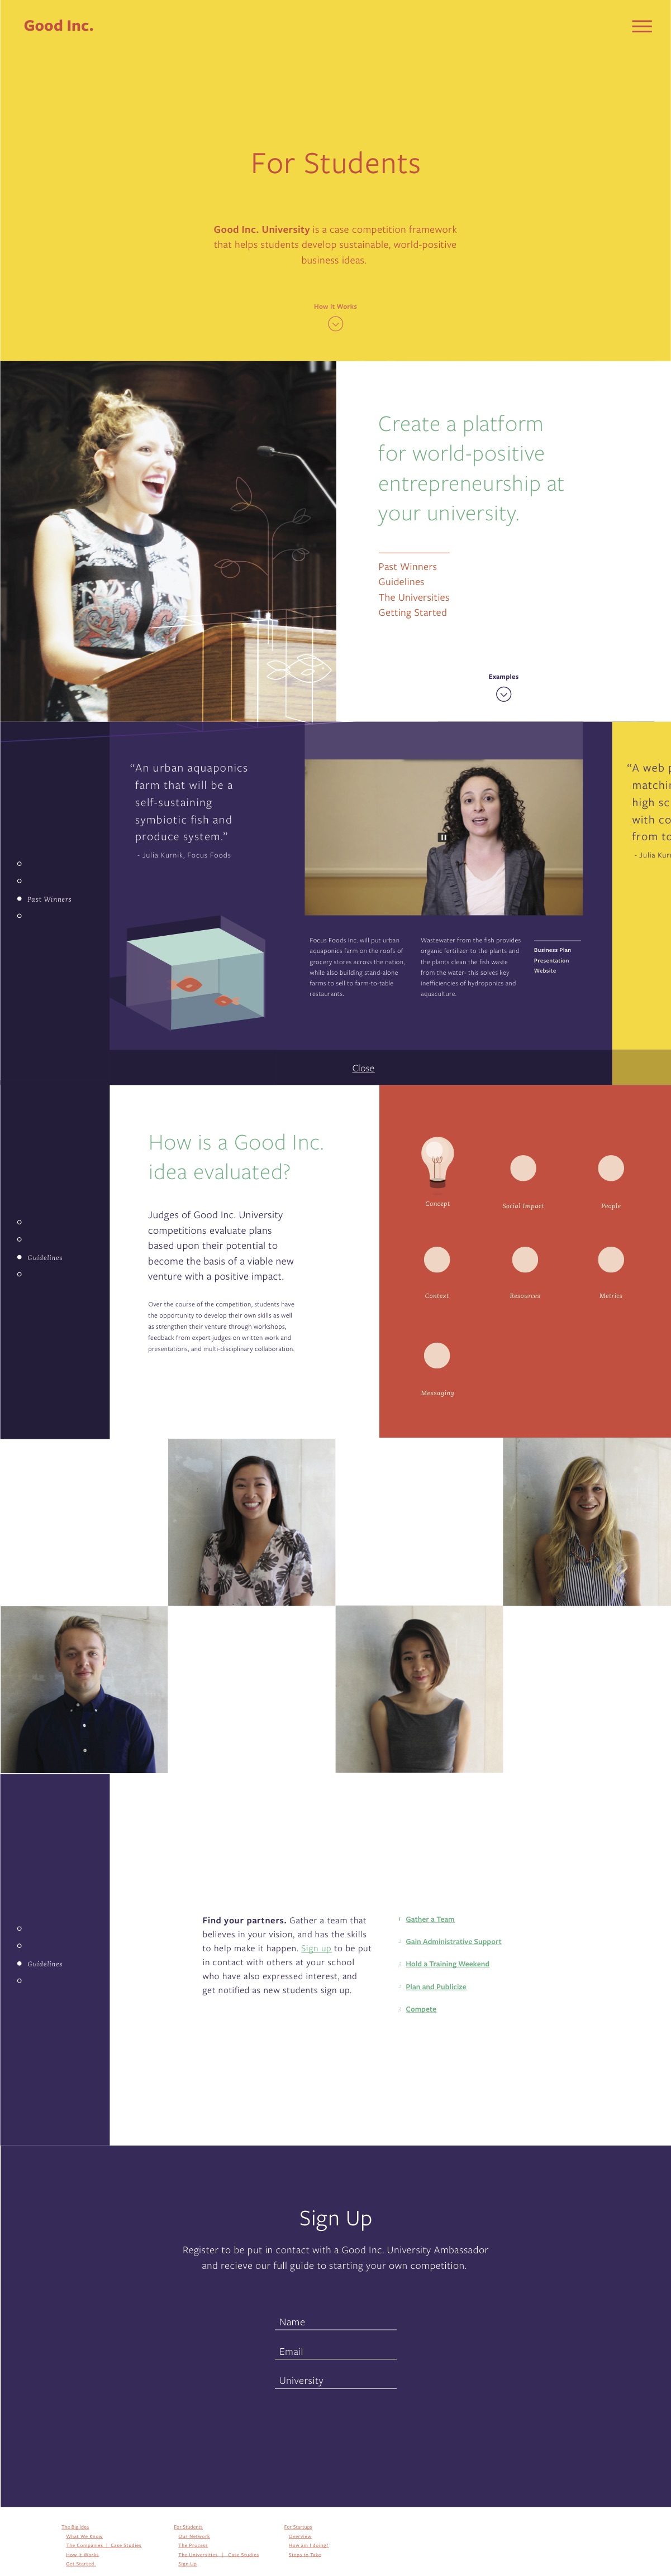 Good Inc.
For Students
Good Inc. University is a case competition framework
that helps students develop sustainable, world-positive
business ideas.
How It Works
Create a platform
for world-positive
entrepreneurship at
your university.
Past Winners
Guidelines
The Universities
Getting Started
Examples
“An urban aquaponics
farm that will be a
self-sustaining
symbiotic fish and
produce system.”
- Julia Kurnik, Focus Foods
“A web p
matchin
high sc
with co
from to
- Julia Kur
Past Winners
Focus Foods Inc. will put urban
aquaponics farm on the roofs of
grocery stores across the nation,
while also building stand-alone
farms to sell to farm-to-table
restaurants.
Wastewater from the fish provides
organic fertilizer to the plants and
the plants clean the fish waste
from the water- this solves key
inefficiencies of hydroponics and
aquaculture.
Business Plan
Presentation
Website
Close
How is a Good Inc.
idea evaluated?
Judges of Good Inc. University
competitions evaluate plans
based upon their potential to
become the basis of a viable new
venture with a positive impact.
Over the course of the competition, students have
the opportunity to develop their own skills as well
as strengthen their venture through workshops,
feedback from expert judges on written work and
presentations, and multi-disciplinary collaboration.
Guidelines
Concept
Social Impact
People
Context
Resources
Metrics
Messaging
Guidelines
Find your partners. Gather a team that
believes in your vision, and has the skills
to help make it happen. Sign up to be put
in contact with others at your school
who have also expressed interest, and
get notified as new students sign up.
Gather a Team
Gain Administrative Support
Hold a Training Weekend
Plan and Publicize
Compete
Sign Up
Register to be put in contact with a Good Inc. University Ambassador
and recieve our full guide to starting your own competition.
Name
Email
University
The Big Idea
What We Know
The Companies | Case Studies
How It Works
Get Started
For Students
Our Network
The Process
The Universities | Case Studies
Sign Up
For Startups
Overview
How am I doing?
Steps to Take